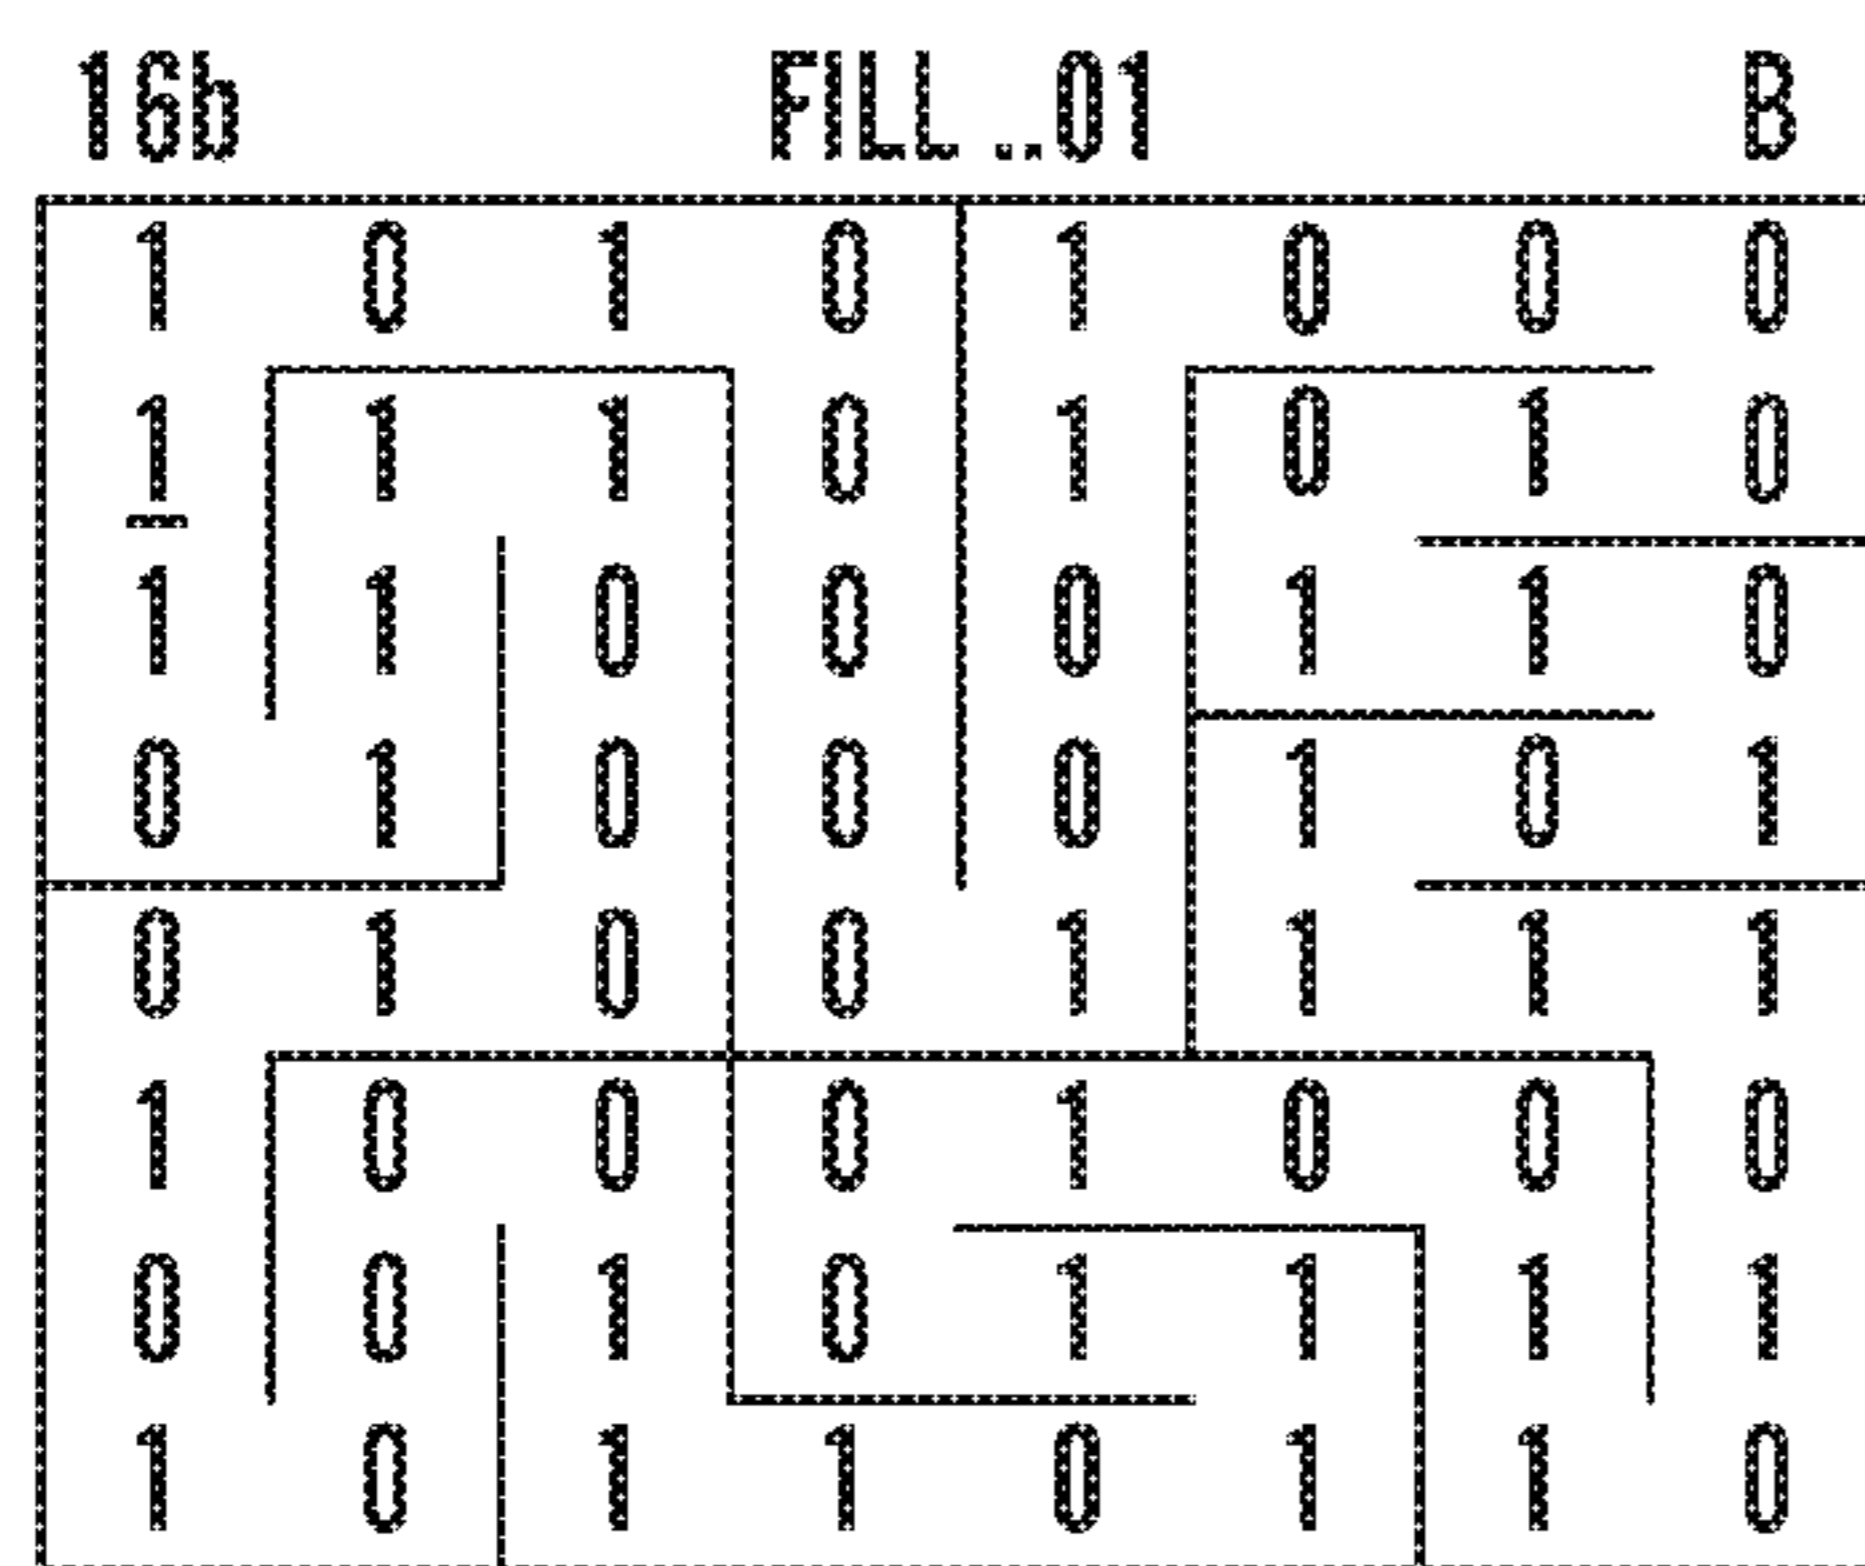 16b FILL ..01 B
1 0 1 0 1 0 0 0
1 1 1 0 1 0 1 0
1 1 0 0 0 1 1 0
0 1 0 0 0 1 0 1
0 1 0 0 1 1 1 1
1 0 0 0 1 0 0 0
0 0 1 0 1 1 1 1
1 0 1 1 0 1 1 0